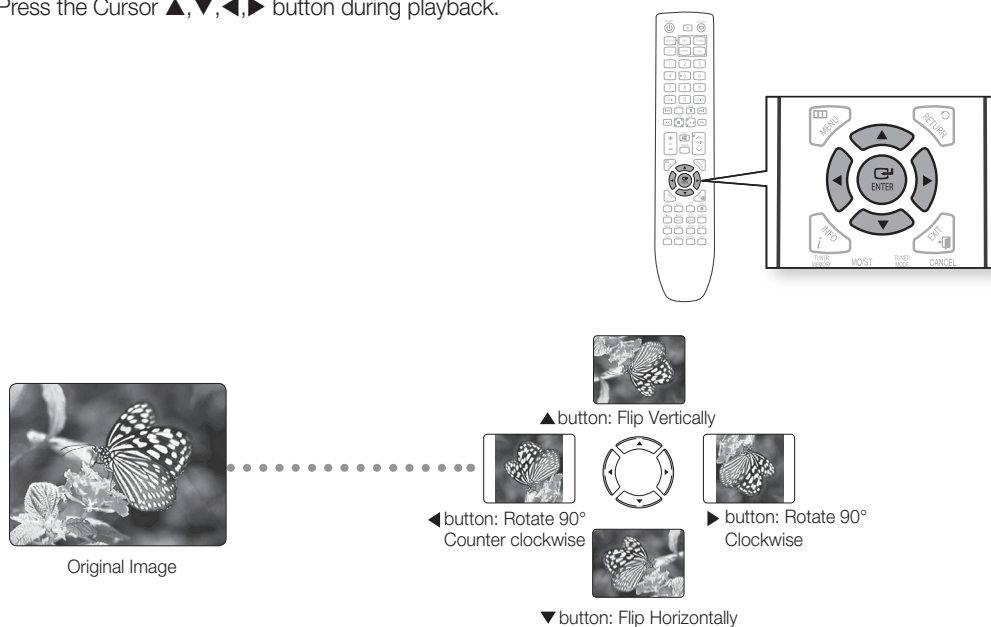 Press the Cursor ▲,▼,◀,▶ button during playback.
MENU
RETURN
ENTER
INFO
i
EXIT
TUNER
MEMORY
MO/ST
TUNER
MODE
CANCEL
▲ button: Flip Vertically
◀ button: Rotate 90°
Counter clockwise
▶ button: Rotate 90°
Clockwise
Original Image
▼ button: Flip Horizontally